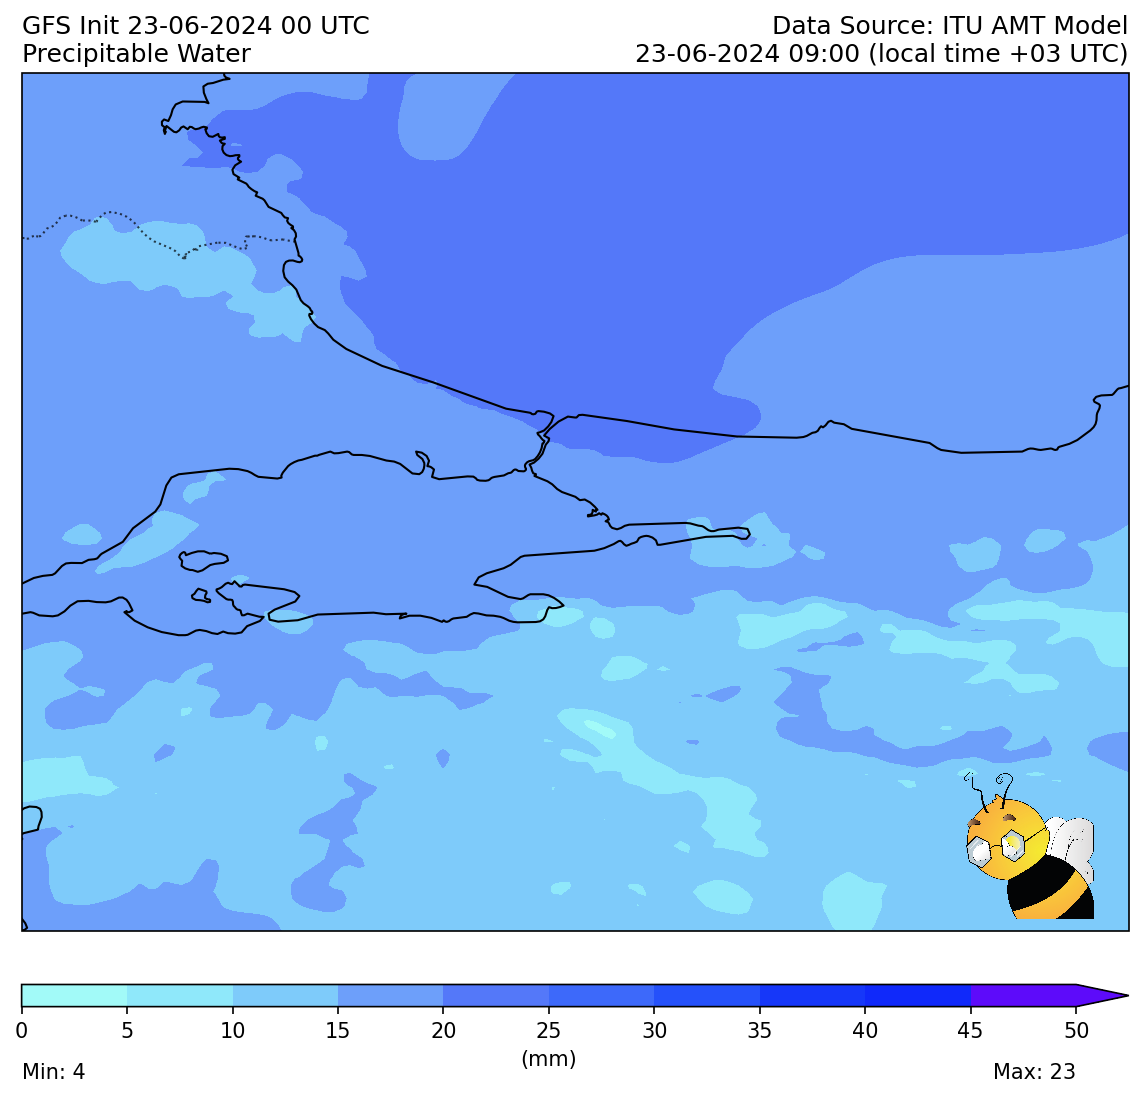 GFS Init 23-06-2024 00 UTC
Data Source: ITU AMT Model
Precipitable Water
23-06-2024 09:00 (local time +03 UTC)
0 5 10 15 20 25 30 35 40 45 50
(mm)
Min: 4
Max: 23